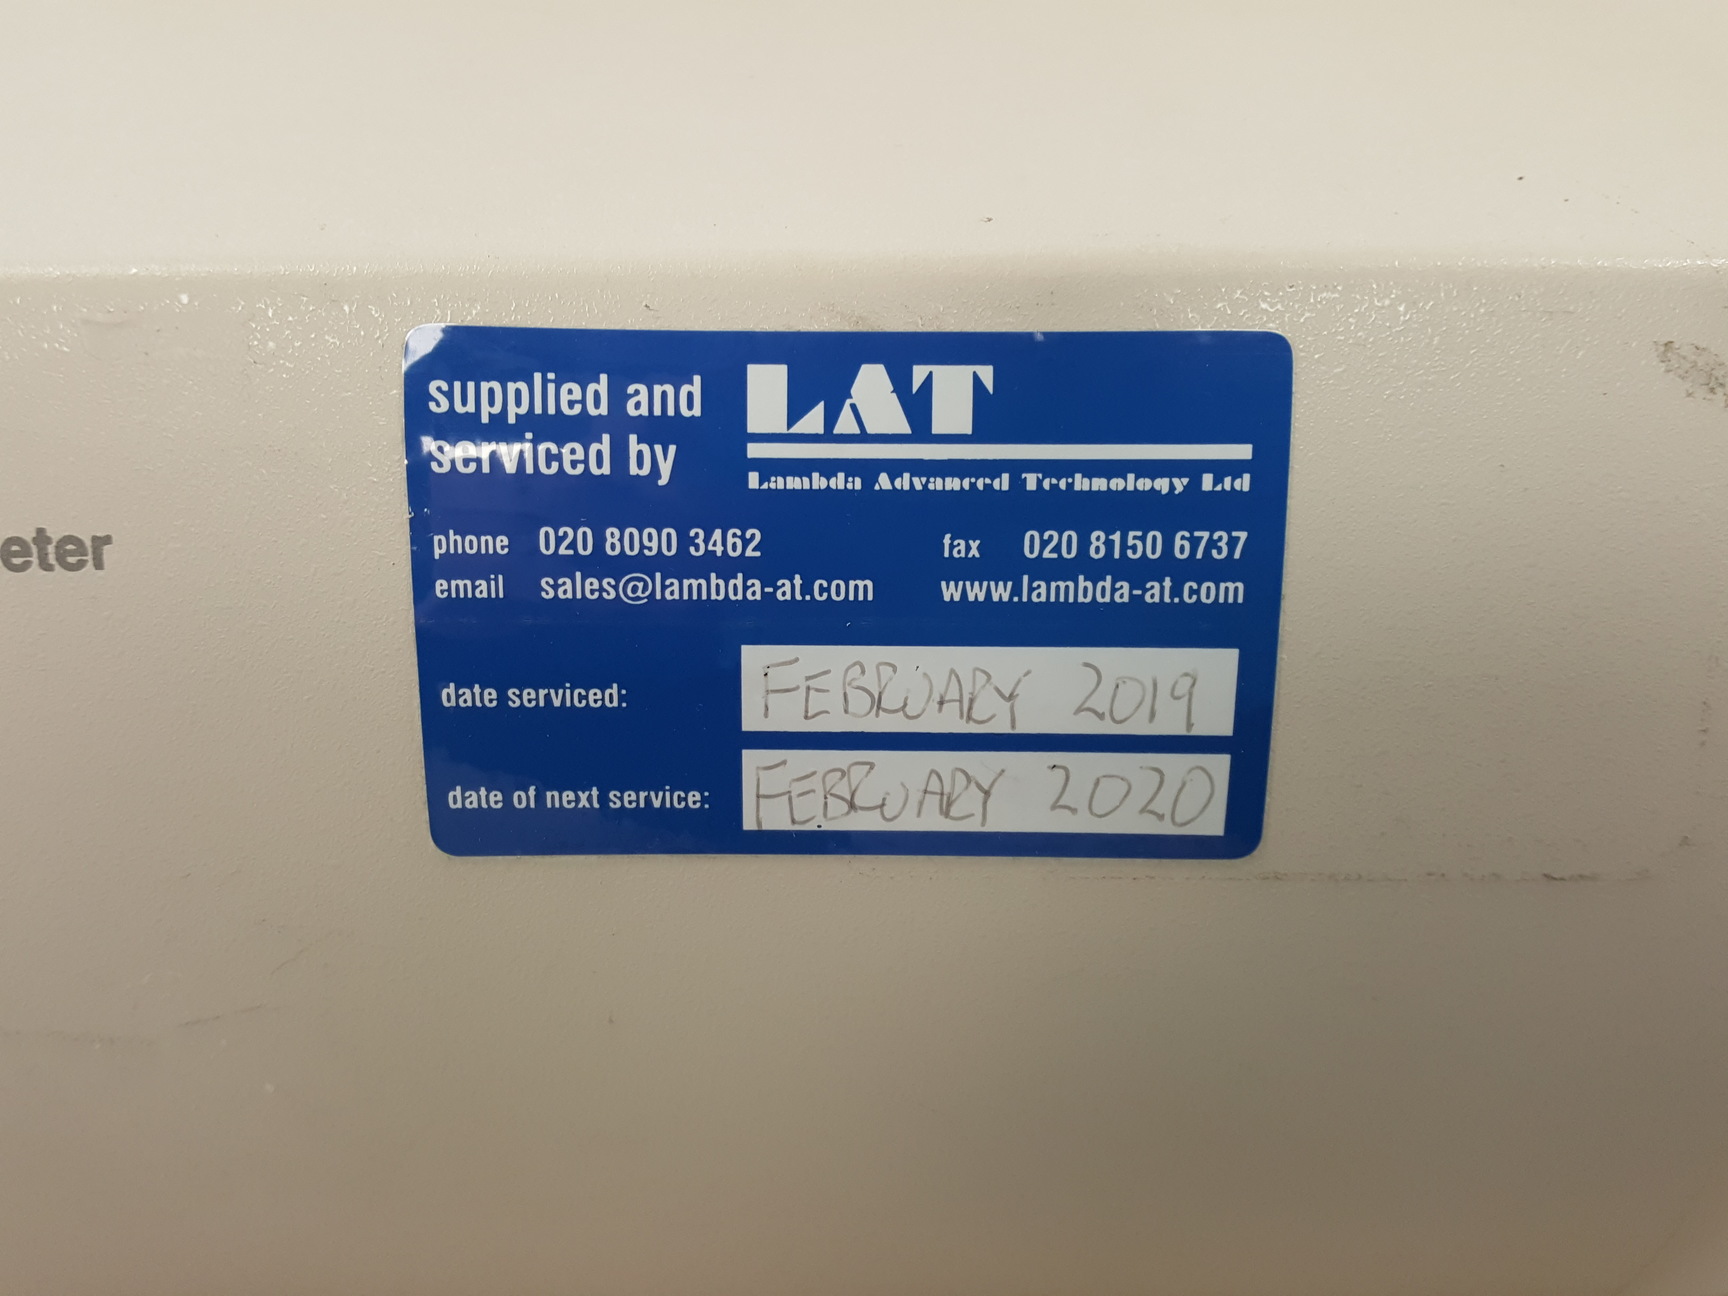 supplied and
serviced by
LAT
Lambda Advanced Technology Ltd
phone 020 8090 3462 fax 020 8150 6737
email sales@lambda-at.com www.lambda-at.com
date serviced: FEBRUARY 2019
date of next service: FEBRUARY 2020
eter